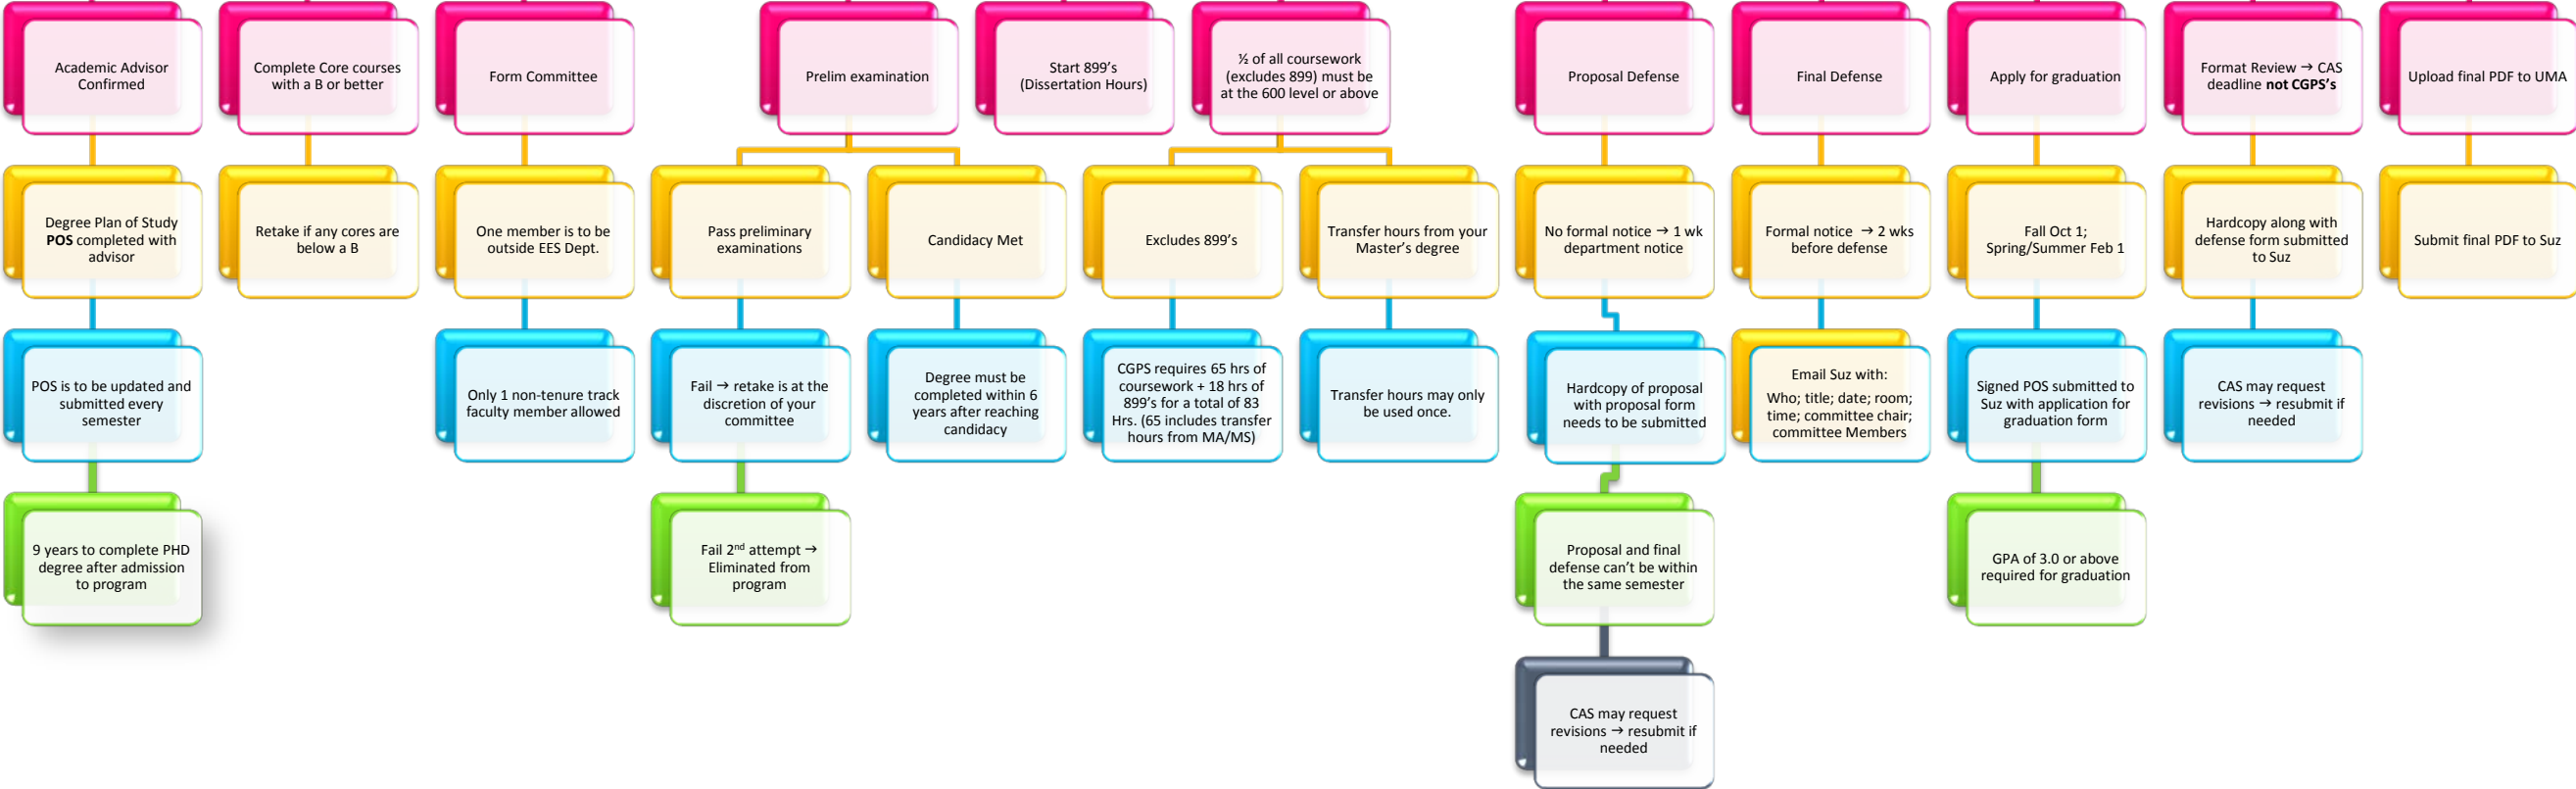 Academic Advisor
Confirmed
Complete Core courses
with a B or better
Form Committee
Prelim examination
Start 899's
(Dissertation Hours)
½ of all coursework
(excludes 899) must be
at the 600 level or above
Proposal Defense
Final Defense
Apply for graduation
Format Review → CAS
deadline not CGPS's
Upload final PDF to UMA
Degree Plan of Study
POS completed with
advisor
Retake if any cores are
below a B
One member is to be
outside EES Dept.
Pass preliminary
examinations
Candidacy Met
Excludes 899's
Transfer hours from your
Master's degree
No formal notice → 1 wk
department notice
Formal notice → 2 wks
before defense
Fall Oct 1;
Spring/Summer Feb 1
Hardcopy along with
defense form submitted
to Suz
Submit final PDF to Suz
POS is to be updated and
submitted every
semester
Only 1 non-tenure track
faculty member allowed
Fail → retake is at the
discretion of your
committee
Degree must be
completed within 6
years after reaching
candidacy
CGPS requires 65 hrs of
coursework + 18 hrs of
899's for a total of 83
Hrs. (65 includes transfer
hours from MA/MS)
Transfer hours may only
be used once.
Hardcopy of proposal
with proposal form
needs to be submitted
Email Suz with:
Who; title; date; room;
time; committee chair;
committee Members
Signed POS submitted to
Suz with application for
graduation form
CAS may request
revisions → resubmit if
needed
9 years to complete PHD
degree after admission
to program
Fail 2nd attempt →
Eliminated from
program
Proposal and final
defense can't be within
the same semester
GPA of 3.0 or above
required for graduation
CAS may request
revisions → resubmit if
needed